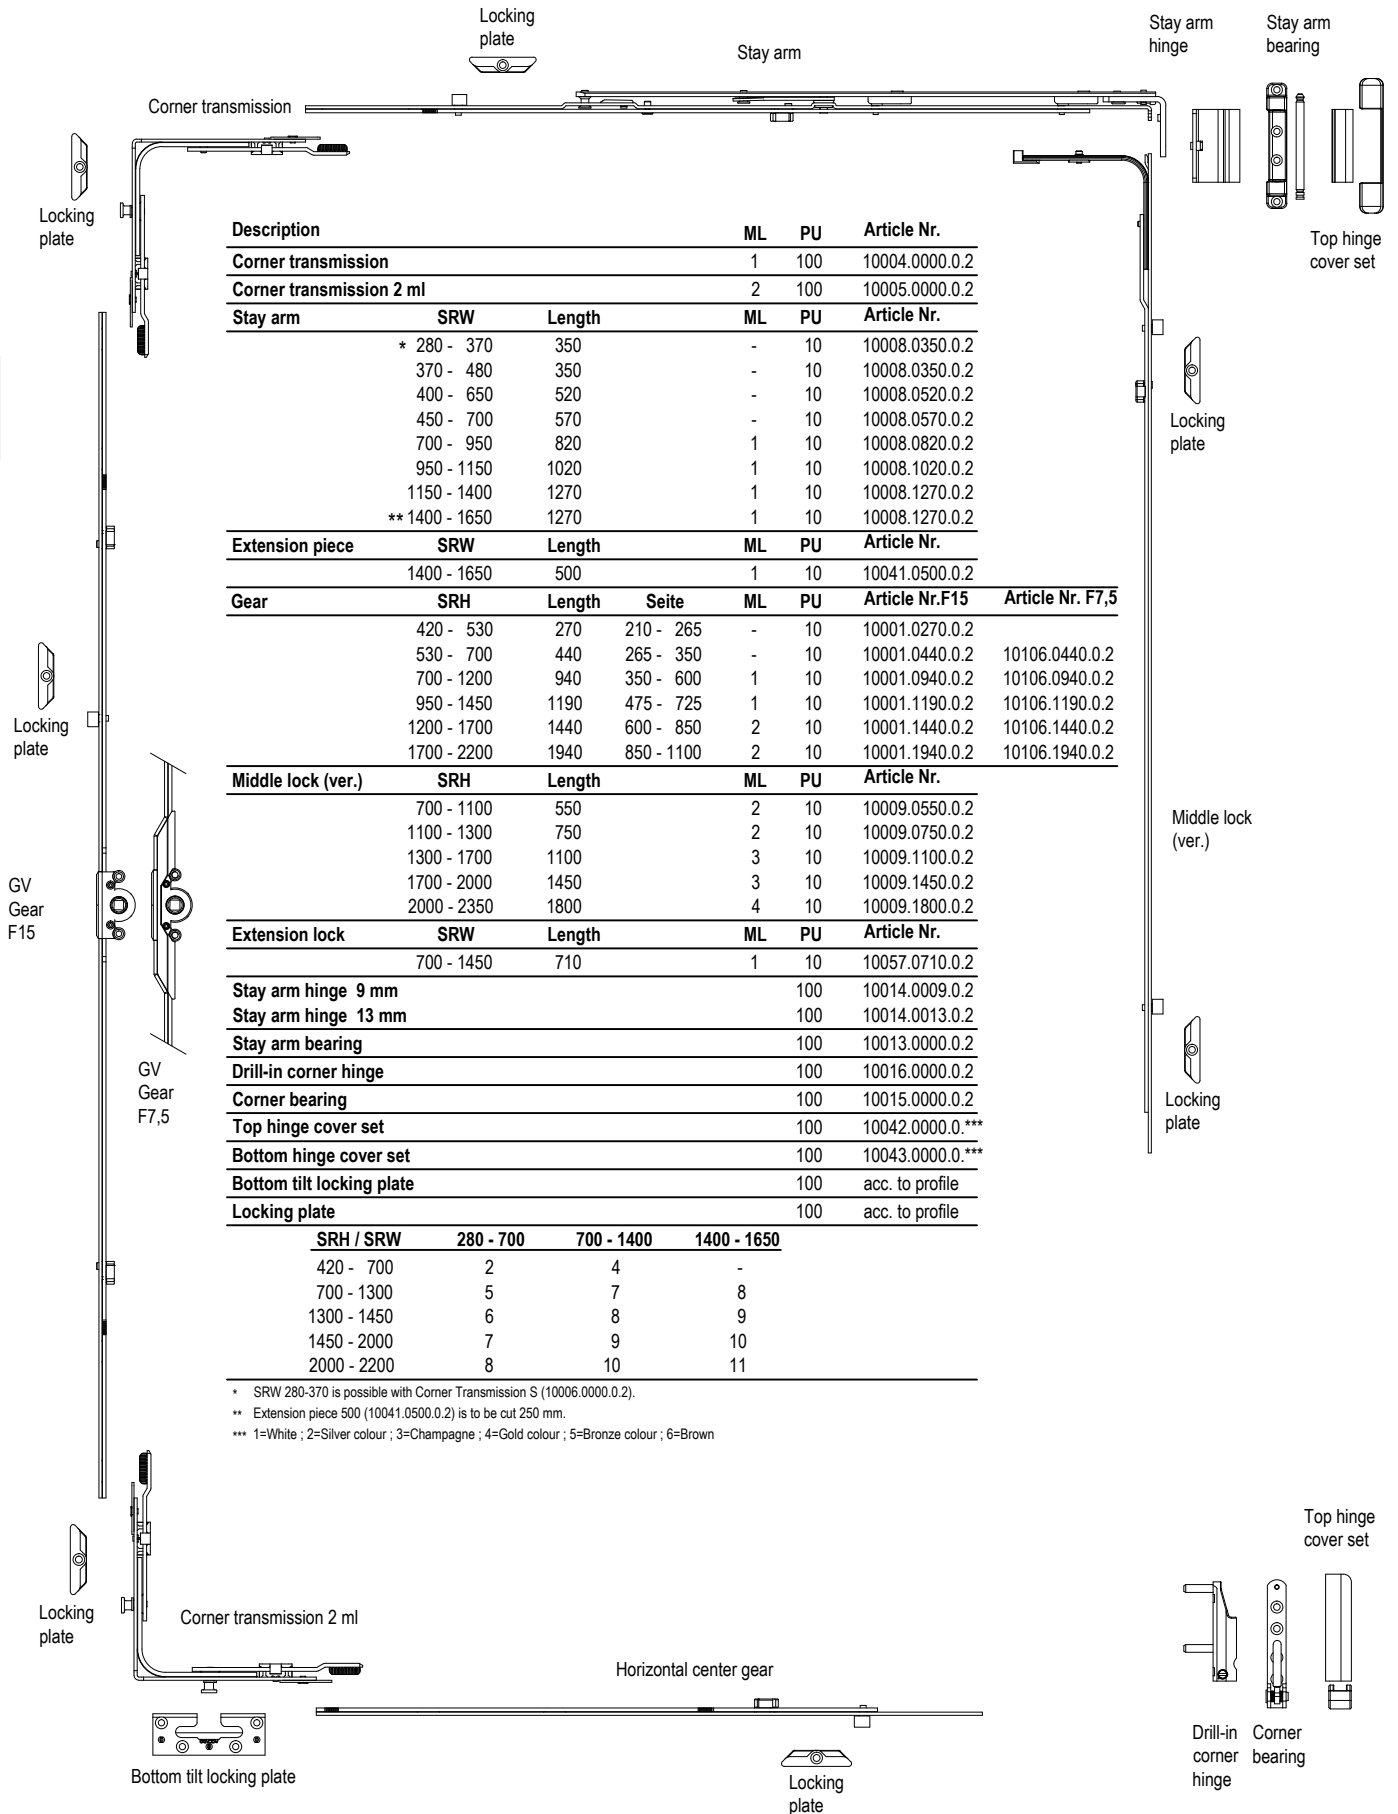 Locking
plate
Stay arm
Stay arm
hinge
Stay arm
bearing
Corner transmission
Locking
plate
Top hinge
cover set
Description ML PU Article Nr.
Corner transmission 1 100 10004.0000.0.2
Corner transmission 2 ml 2 100 10005.0000.0.2
Stay arm SRW Length ML PU Article Nr.
* 280 - 370 350 - 10 10008.0350.0.2
370 - 480 350 - 10 10008.0350.0.2
400 - 650 520 - 10 10008.0520.0.2
450 - 700 570 - 10 10008.0570.0.2
700 - 950 820 1 10 10008.0820.0.2
950 - 1150 1020 1 10 10008.1020.0.2
1150 - 1400 1270 1 10 10008.1270.0.2
** 1400 - 1650 1270 1 10 10008.1270.0.2
Extension piece SRW Length ML PU Article Nr.
1400 - 1650 500 1 10 10041.0500.0.2
Gear SRH Length Seite ML PU Article Nr.F15 Article Nr. F7,5
420 - 530 270 210 - 265 - 10 10001.0270.0.2
530 - 700 440 265 - 350 - 10 10001.0440.0.2 10106.0440.0.2
700 - 1200 940 350 - 600 1 10 10001.0940.0.2 10106.0940.0.2
950 - 1450 1190 475 - 725 1 10 10001.1190.0.2 10106.1190.0.2
1200 - 1700 1440 600 - 850 2 10 10001.1440.0.2 10106.1440.0.2
1700 - 2200 1940 850 - 1100 2 10 10001.1940.0.2 10106.1940.0.2
Middle lock (ver.) SRH Length ML PU Article Nr.
700 - 1100 550 2 10 10009.0550.0.2
1100 - 1300 750 2 10 10009.0750.0.2
1300 - 1700 1100 3 10 10009.1100.0.2
1700 - 2000 1450 3 10 10009.1450.0.2
2000 - 2350 1800 4 10 10009.1800.0.2
Extension lock SRW Length ML PU Article Nr.
700 - 1450 710 1 10 10057.0710.0.2
Stay arm hinge 9 mm 100 10014.0009.0.2
Stay arm hinge 13 mm 100 10014.0013.0.2
Stay arm bearing 100 10013.0000.0.2
Drill-in corner hinge 100 10016.0000.0.2
Corner bearing 100 10015.0000.0.2
Top hinge cover set 100 10042.0000.0.***
Bottom hinge cover set 100 10043.0000.0.***
Bottom tilt locking plate 100 acc. to profile
Locking plate 100 acc. to profile
SRH / SRW 280 - 700 700 - 1400 1400 - 1650
420 - 700 2 4 -
700 - 1300 5 7 8
1300 - 1450 6 8 9
1450 - 2000 7 9 10
2000 - 2200 8 10 11
* SRW 280-370 is possible with Corner Transmission S (10006.0000.0.2).
** Extension piece 500 (10041.0500.0.2) is to be cut 250 mm.
*** 1=White ; 2=Silver colour ; 3=Champagne ; 4=Gold colour ; 5=Bronze colour ; 6=Brown
Locking
plate
Locking
plate
GV
Gear
F15
GV
Gear
F7,5
Middle lock
(ver.)
Locking
plate
Locking
plate
Corner transmission 2 ml
Bottom tilt locking plate
Horizontal center gear
Locking
plate
Top hinge
cover set
Drill-in
corner
hinge
Corner
bearing